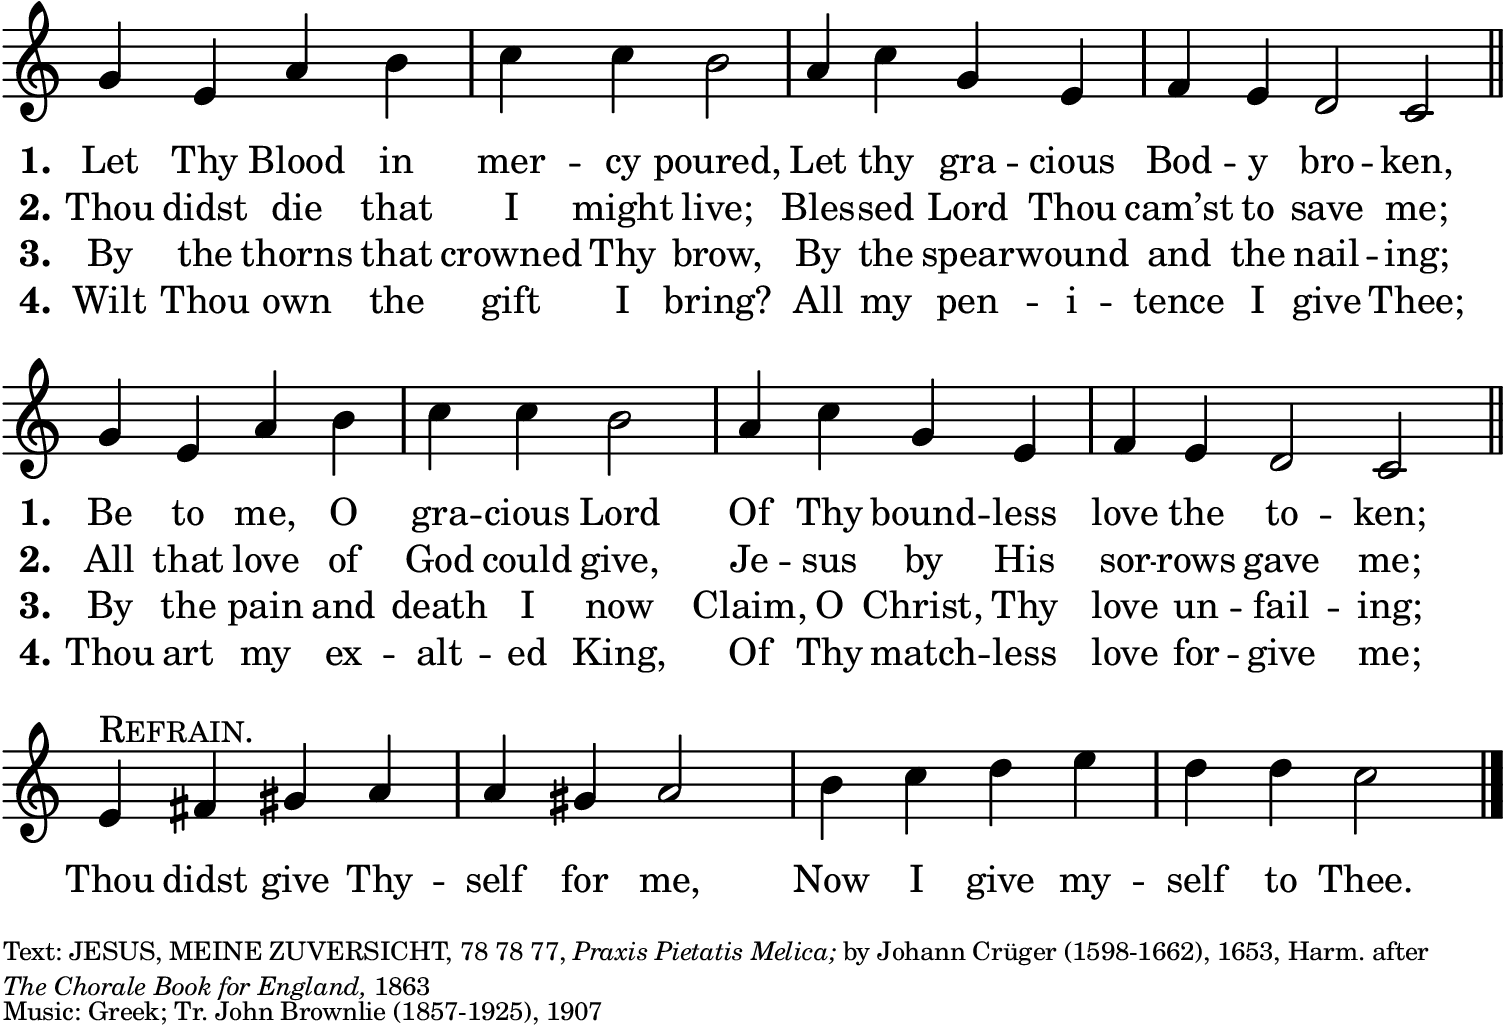 1. Let Thy Blood in mer - cy poured, Let thy gra - cious Bod - y bro - ken,
2. Thou didst die that I might live; Blessed Lord Thou cam’st to save me;
3. By the thorns that crowned Thy brow, By the spearwound and the nail - ing;
4. Wilt Thou own the gift I bring? All my pen - i - tence I give Thee;
1. Be to me, O gra - cious Lord Of Thy bound - less love the to - ken;
2. All that love of God could give, Je - sus by His sor - rows gave me;
3. By the pain and death I now Claim, O Christ, Thy love un - fail - ing;
4. Thou art my ex - alt - ed King, Of Thy match - less love for - give me;
REFRAIN.
Thou didst give Thy - self for me, Now I give my - self to Thee.
Text: JESUS, MEINE ZUVERSICHT, 78 78 77, Praxis Pietatis Melica; by Johann Crüger (1598-1662), 1653, Harm. after
The Chorale Book for England, 1863
Music: Greek; Tr. John Brownlie (1857-1925), 1907